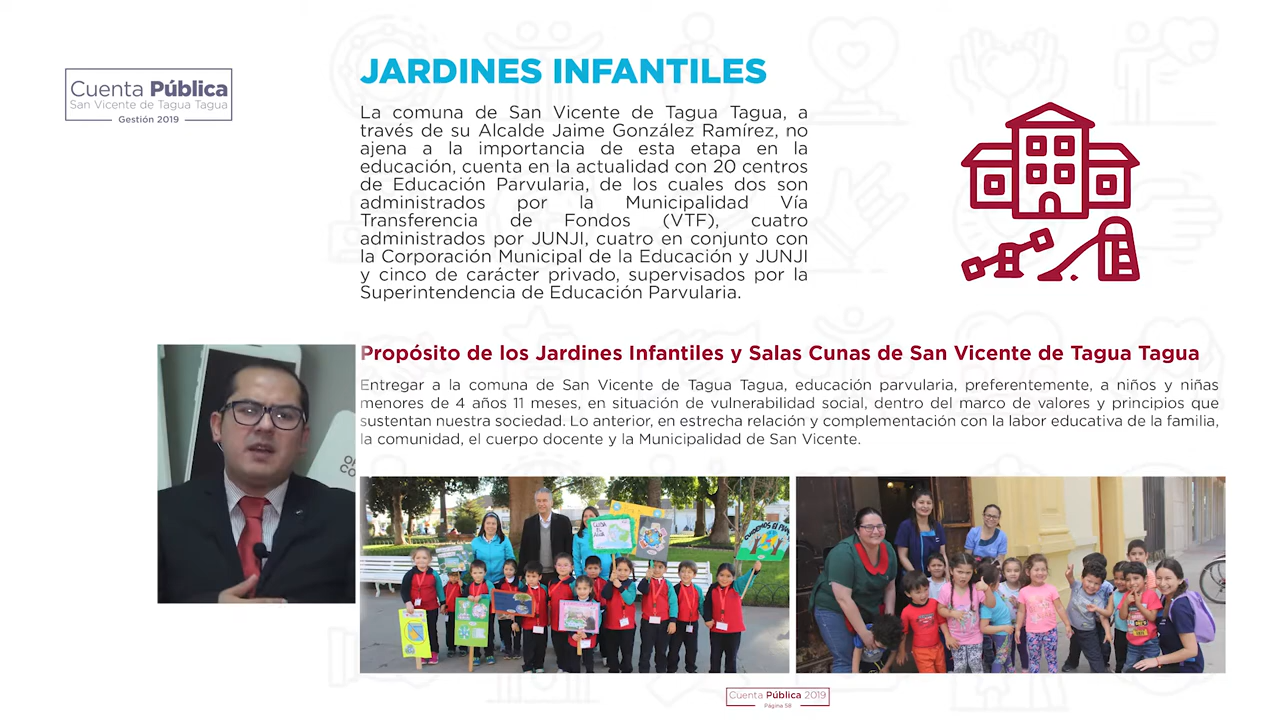 Cuenta Pública
San Vicente de Tagua Tagua
Gestión 2019
JARDINES INFANTILES
La comuna de San Vicente de Tagua Tagua, a
través de su Alcalde Jaime González Ramírez, no
ajena a la importancia de esta etapa en la
educación, cuenta en la actualidad con 20 centros
de Educación Parvularia, de los cuales dos son
administrados por la Municipalidad Vía
Transferencia de Fondos (VTF), cuatro
administrados por JUNJI, cuatro en conjunto con
la Corporación Municipal de la Educación y JUNJI
y cinco de carácter privado, supervisados por la
Superintendencia de Educación Parvularia.
Propósito de los Jardines Infantiles y Salas Cunas de San Vicente de Tagua Tagua
Entregar a la comuna de San Vicente de Tagua Tagua, educación parvularia, preferentemente, a niños y niñas
menores de 4 años 11 meses, en situación de vulnerabilidad social, dentro del marco de valores y principios que
sustentan nuestra sociedad. Lo anterior, en estrecha relación y complementación con la labor educativa de la familia,
la comunidad, el cuerpo docente y la Municipalidad de San Vicente.
CUIDA
EL
AGUA
CUIDEMOS EL
Cuenta Pública 2019
Página 58